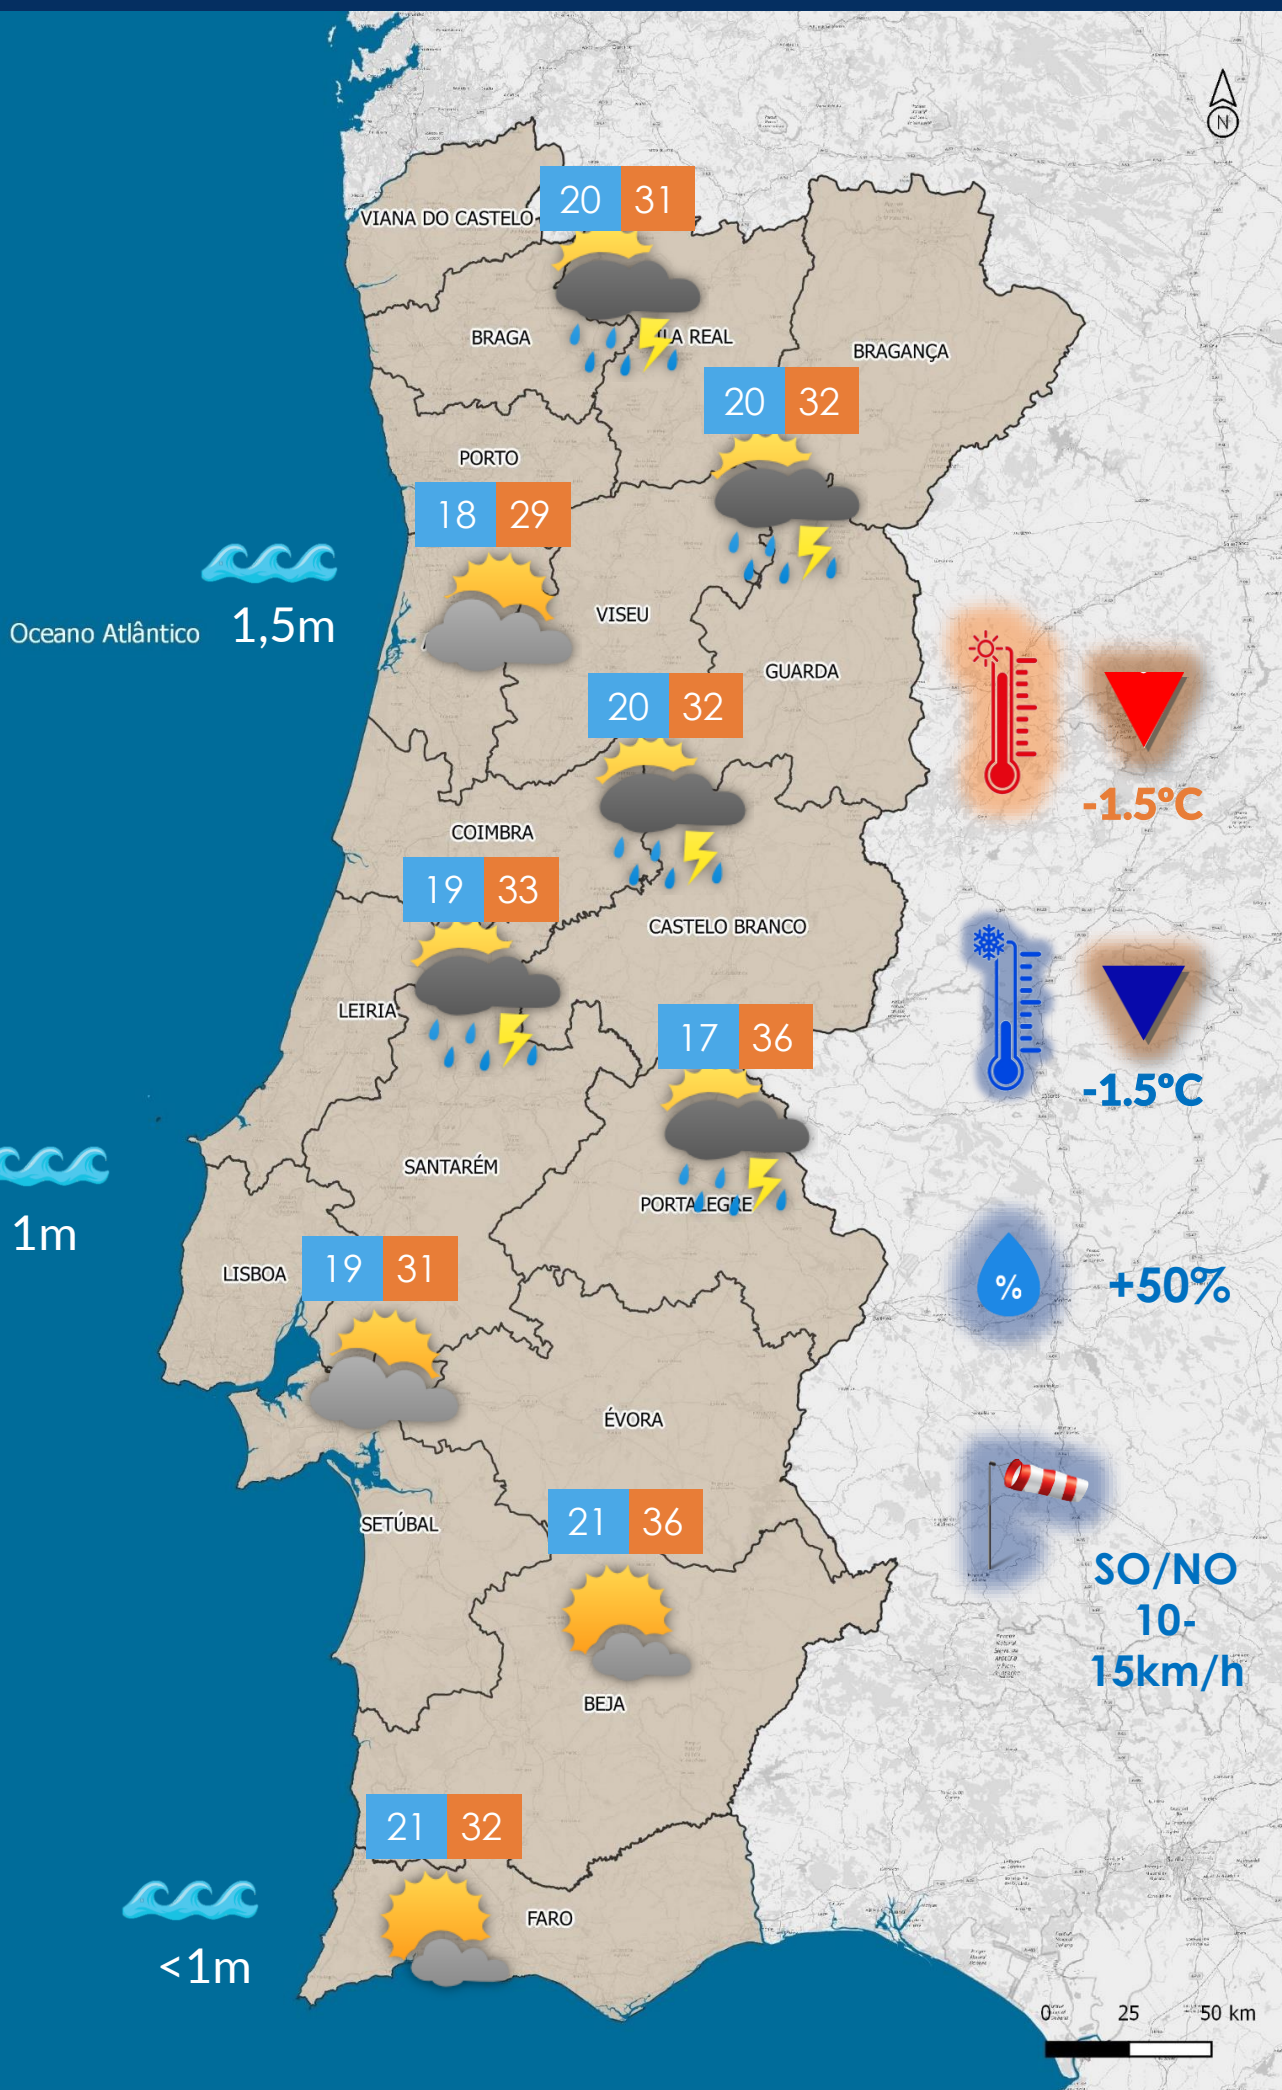 N
20 31
VIANA DO CASTELO
BRAGA
LA REAL
BRAGANÇA
20 32
PORTO
18 29
VISEU
Oceano Atlântico
1,5m
GUARDA
20 32
-1.5ºC
COIMBRA
19 33
CASTELO BRANCO
LEIRIA
17 36
-1.5ºC
SANTARÉM
PORTALEGRE
1m
LISBOA
19 31
%
+50%
ÉVORA
21 36
SETÚBAL
SO/NO
10-
15km/h
BEJA
21 32
FARO
<1m
0 25 50 km